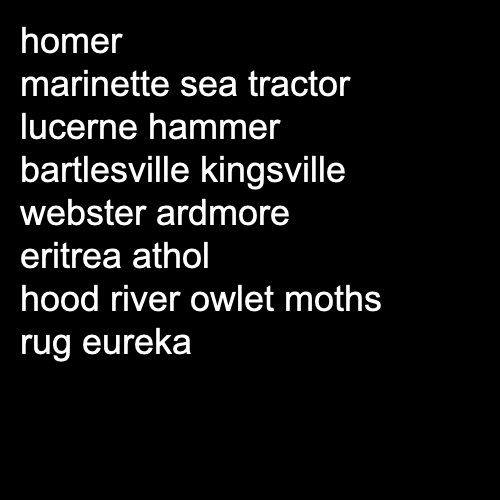 homer
marinette sea tractor
lucerne hammer
bartlesville kingsville
webster ardmore
eritrea athol
hood river owlet moths
rug eureka